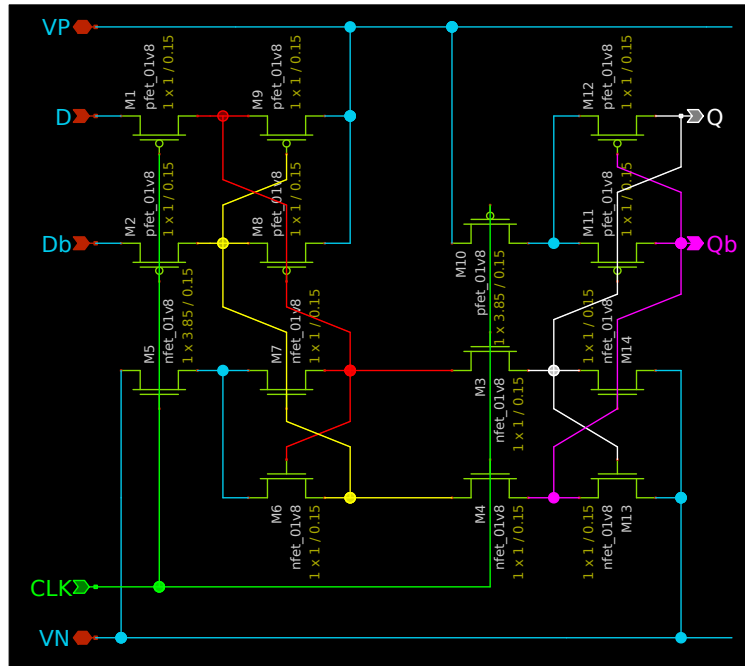 VP
D
Db
CLK
VN
Q
Qb
M1
pfet_01v8
1 x 1 / 0.15
M9
pfet_01v8
1 x 1 / 0.15
M12
pfet_01v8
1 x 1 / 0.15
M2
pfet_01v8
1 x 1 / 0.15
M8
pfet_01v8
1 x 1 / 0.15
M11
pfet_01v8
1 x 1 / 0.15
M10
pfet_01v8
1 x 3.85 / 0.15
M5
nfet_01v8
1 x 3.85 / 0.15
M7
nfet_01v8
1 x 1 / 0.15
M3
nfet_01v8
1 x 1 / 0.15
M14
nfet_01v8
1 x 1 / 0.15
M6
nfet_01v8
1 x 1 / 0.15
M4
nfet_01v8
1 x 1 / 0.15
M13
nfet_01v8
1 x 1 / 0.15